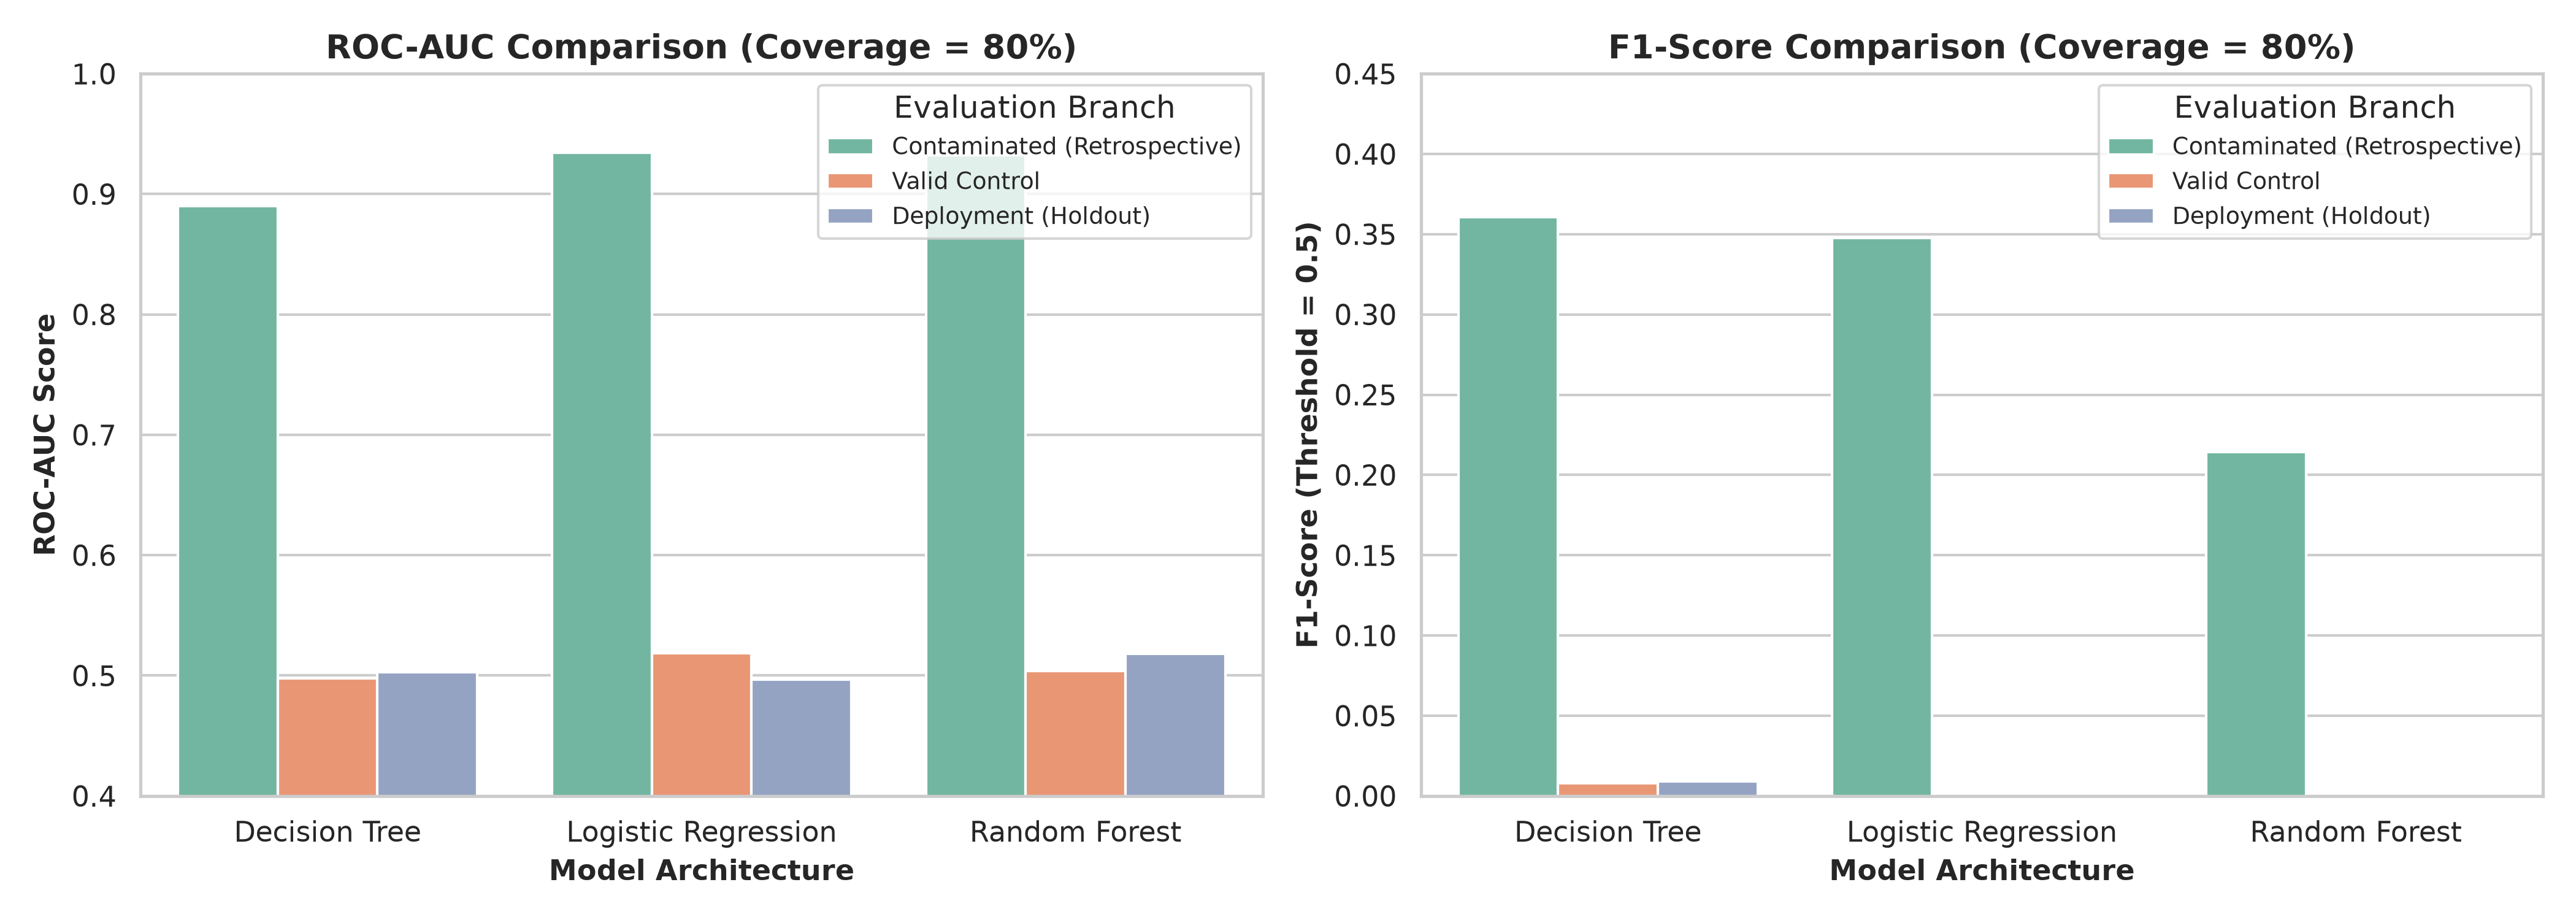 ROC-AUC Comparison (Coverage = 80%)
1.0
0.9
0.8
0.7
0.6
0.5
0.4
ROC-AUC Score
Evaluation Branch
Contaminated (Retrospective)
Valid Control
Deployment (Holdout)
Decision Tree
Logistic Regression
Random Forest
Model Architecture
F1-Score Comparison (Coverage = 80%)
0.45
0.40
0.35
0.30
0.25
0.20
0.15
0.10
0.05
0.00
F1-Score (Threshold = 0.5)
Evaluation Branch
Contaminated (Retrospective)
Valid Control
Deployment (Holdout)
Decision Tree
Logistic Regression
Random Forest
Model Architecture